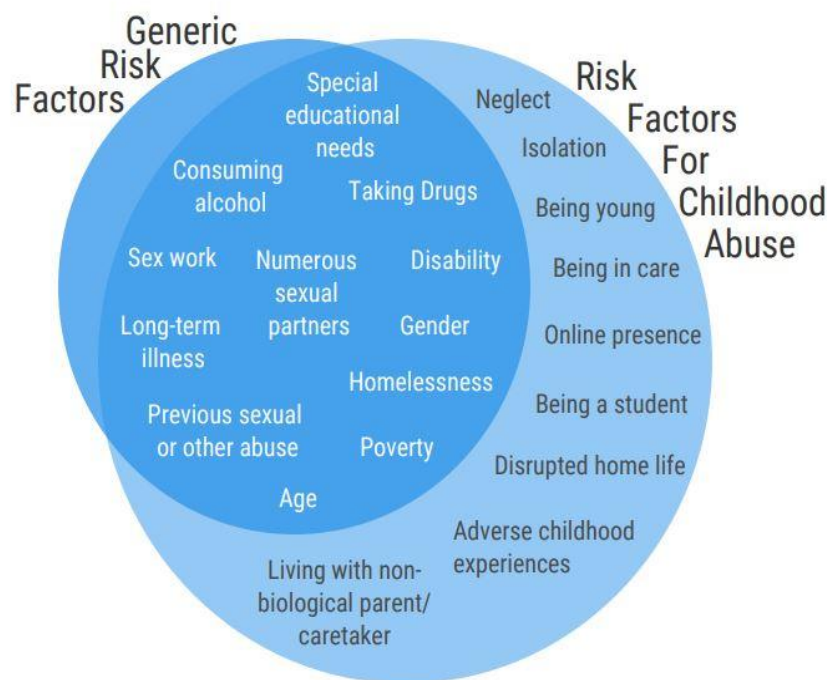 Generic
Risk
Factors
Special
educational
needs
Consuming
alcohol
Taking Drugs
Sex work
Numerous
sexual
partners
Disability
Long-term
illness
Gender
Homelessness
Previous sexual
or other abuse
Poverty
Age
Risk
Factors
For
Childhood
Abuse
Neglect
Isolation
Being young
Being in care
Online presence
Being a student
Disrupted home life
Adverse childhood
experiences
Living with non-
biological parent/
caretaker